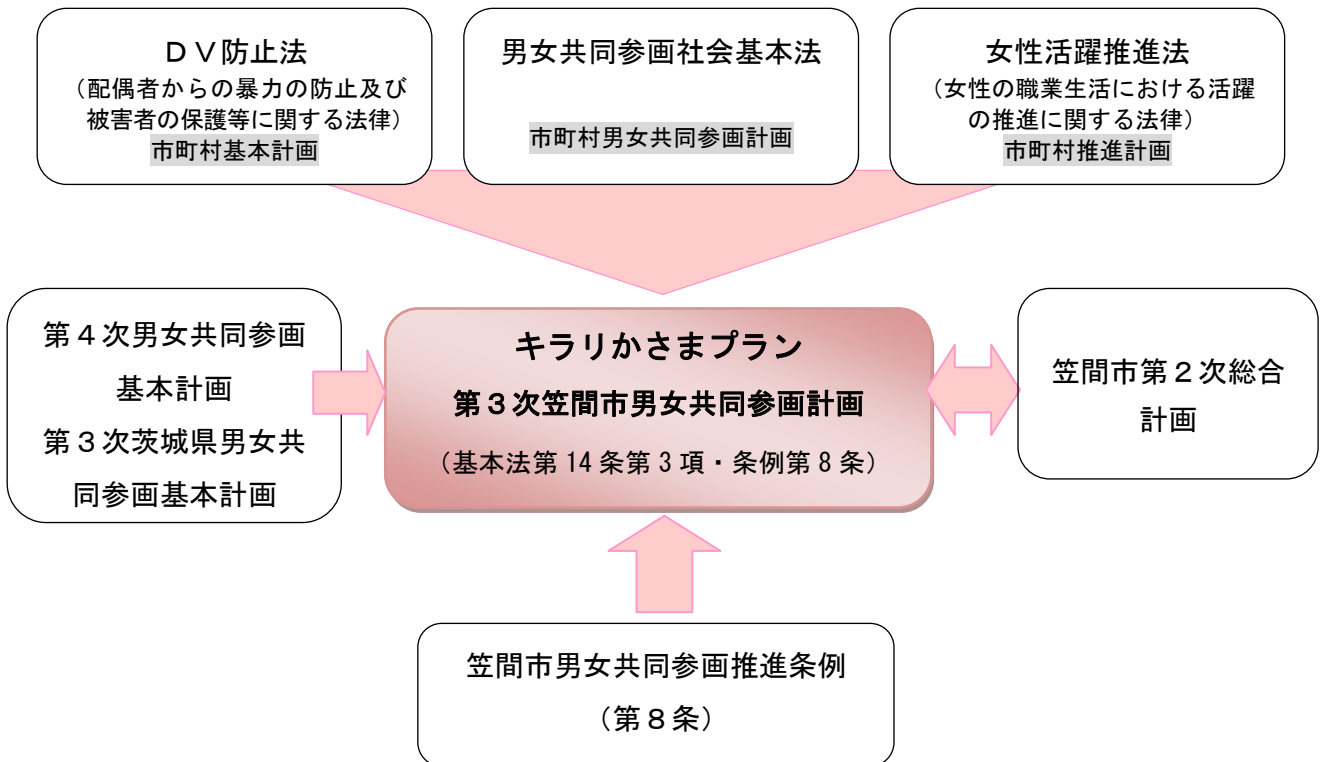 ＤＶ防止法
（配偶者からの暴力の防止及び
被害者の保護等に関する法律）
市町村基本計画
男女共同参画社会基本法
市町村男女共同参画計画
女性活躍推進法
（女性の職業生活における活躍
の推進に関する法律）
市町村推進計画
第４次男女共同参画
基本計画
第３次茨城県男女共
同参画基本計画
キラリかさまプラン
第３次笠間市男女共同参画計画
（基本法第 14 条第 3 項・条例第 8 条）
笠間市第２次総合
計画
笠間市男女共同参画推進条例
（第８条）